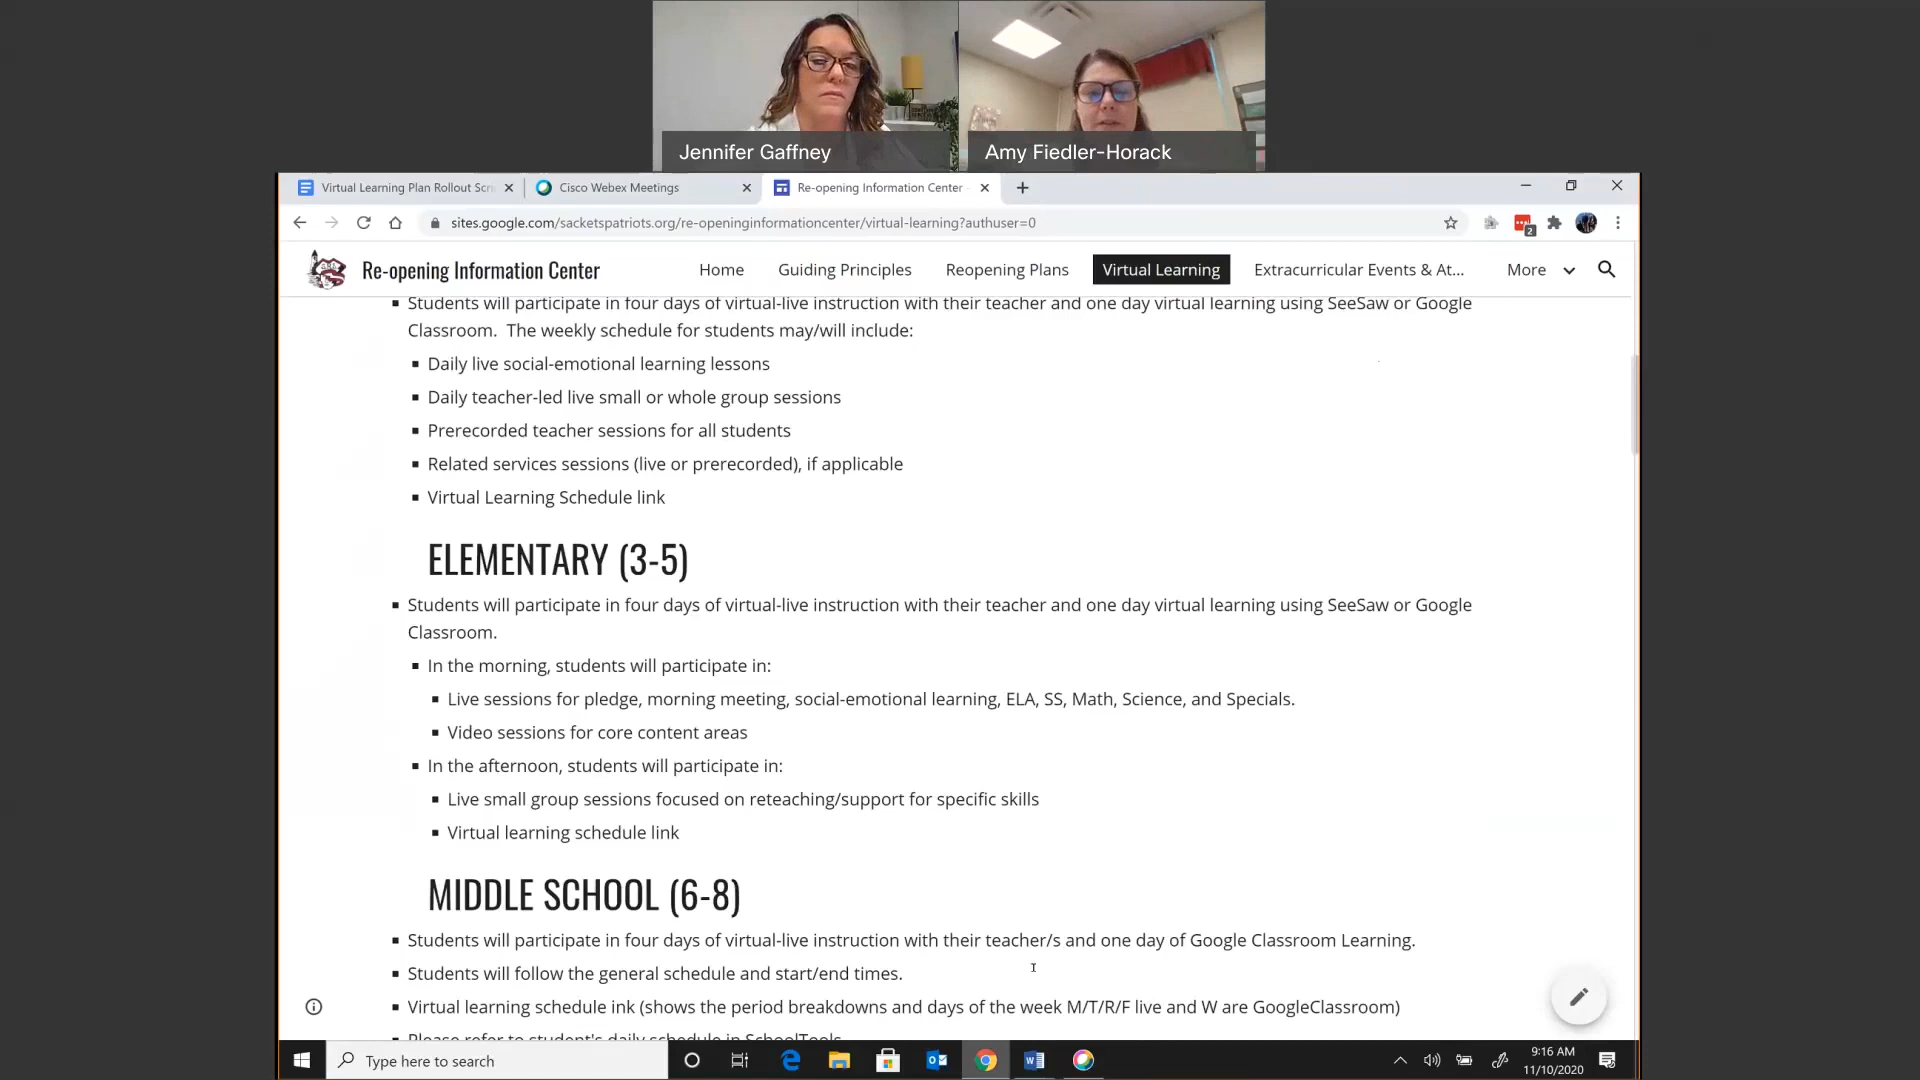 Jennifer Gaffney
Amy Fiedler-Horack
Virtual Learning Plan Rollout Scri
Cisco Webex Meetings
Re-opening Information Center
sites.google.com/sacketspatriots.org/re-openinginformationcenter/virtual-learning?authuser=0
2
Re-opening Information Center
Home
Guiding Principles
Reopening Plans
Virtual Learning
Extracurricular Events & At...
More
Students will participate in four days of virtual-live instruction with their teacher and one day virtual learning using SeeSaw or Google
Classroom. The weekly schedule for students may/will include:
Daily live social-emotional learning lessons
Daily teacher-led live small or whole group sessions
Prerecorded teacher sessions for all students
Related services sessions (live or prerecorded), if applicable
Virtual Learning Schedule link
ELEMENTARY (3-5)
Students will participate in four days of virtual-live instruction with their teacher and one day virtual learning using SeeSaw or Google
Classroom.
In the morning, students will participate in:
Live sessions for pledge, morning meeting, social-emotional learning, ELA, SS, Math, Science, and Specials.
Video sessions for core content areas
In the afternoon, students will participate in:
Live small group sessions focused on reteaching/support for specific skills
Virtual learning schedule link
MIDDLE SCHOOL (6-8)
Students will participate in four days of virtual-live instruction with their teacher/s and one day of Google Classroom Learning.
Students will follow the general schedule and start/end times.
Virtual learning schedule ink (shows the period breakdowns and days of the week M/T/R/F live and W are GoogleClassroom)
Please refer to student's daily schedule in SchoolTools
Type here to search
9:16 AM
11/10/2020